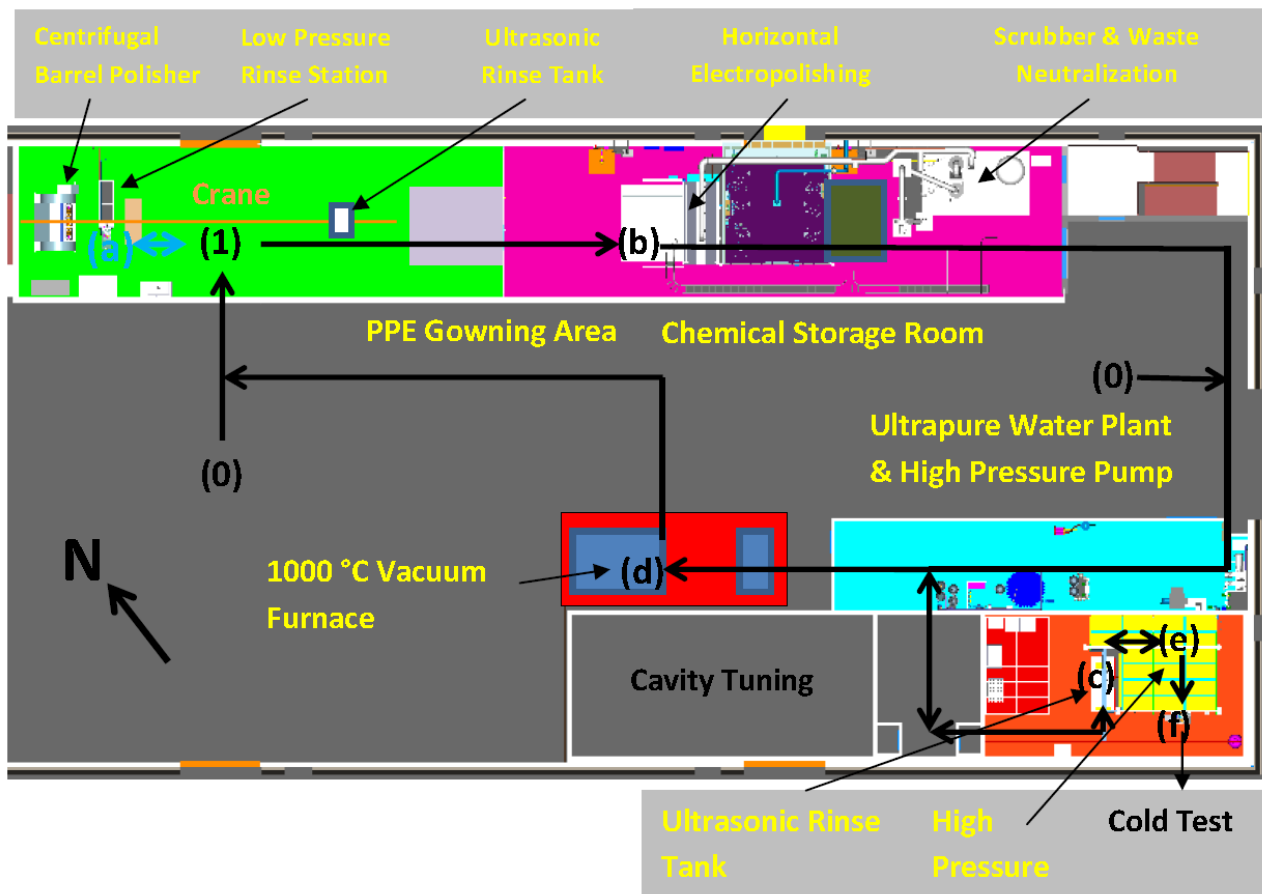 Centrifugal
Barrel Polisher
Low Pressure
Rinse Station
Ultrasonic
Rinse Tank
Horizontal
Electropolishing
Scrubber & Waste
Neutralization
Crane
(a)
(1)
(b)
PPE Gowning Area
Chemical Storage Room
(0)
Ultrapure Water Plant
& High Pressure Pump
(0)
N
1000 °C Vacuum
Furnace
(d)
Cavity Tuning
(e)
(c)
(f)
Ultrasonic Rinse
Tank
High
Pressure
Cold Test